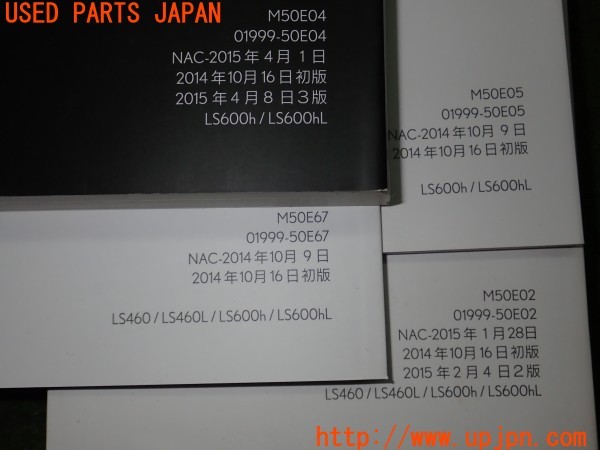 USED PARTS JAPAN
M50E04
01999-50E04
NAC-2015年4月1日
2014年10月16日初版
2015年4月8日3版
LS600h / LS600hL
M50E05
01999-50E05
NAC-2014年10月9日
2014年10月16日初版
LS600h / LS600hL
M50E67
01999-50E67
NAC-2014年10月9日
2014年10月16日初版
LS460 / LS460L / LS600h / LS600hL
M50E02
01999-50E02
NAC-2015年1月28日
2014年10月16日初版
2015年2月4日2版
LS460 / LS460L / LS600h / LS600hL
http://www.upjpn.com